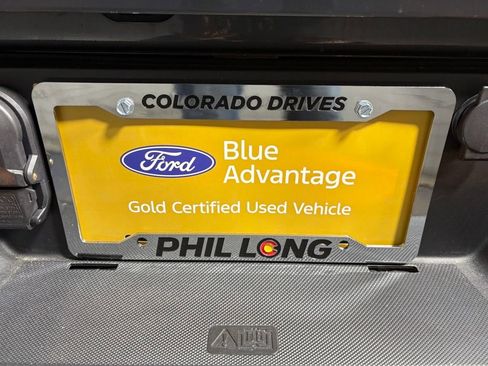 COLORADO DRIVES
Ford
Blue
Advantage
Gold Certified Used Vehicle
PHIL LONG